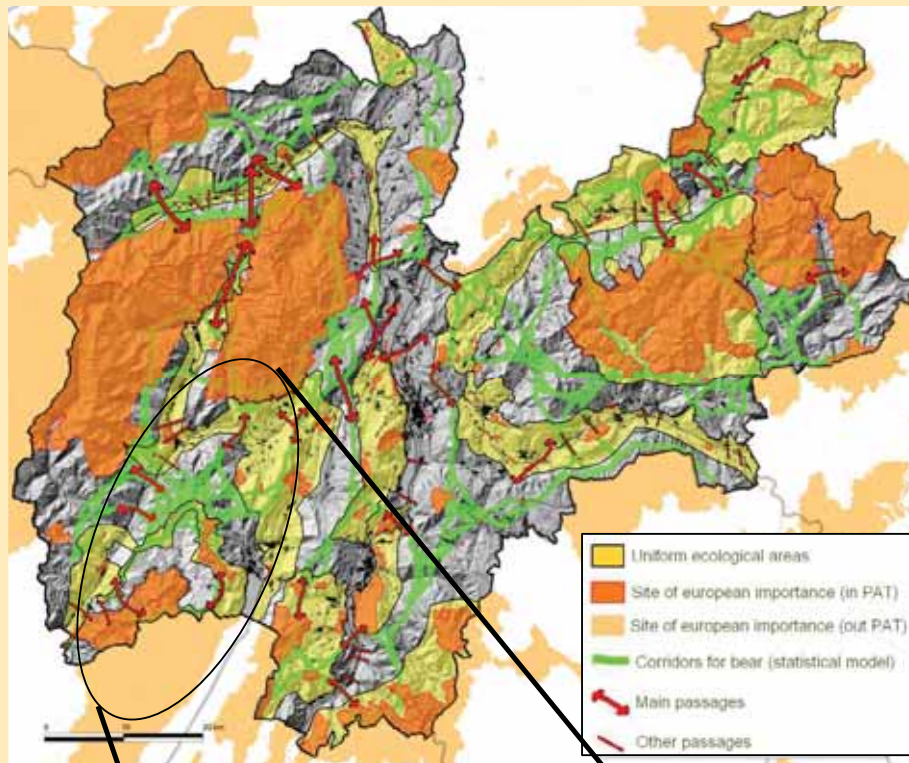 Uniform ecological areas
Site of european importance (in PAT)
Site of european importance (out PAT)
Corridors for bear (statistical model)
Main passages
Other passages
0